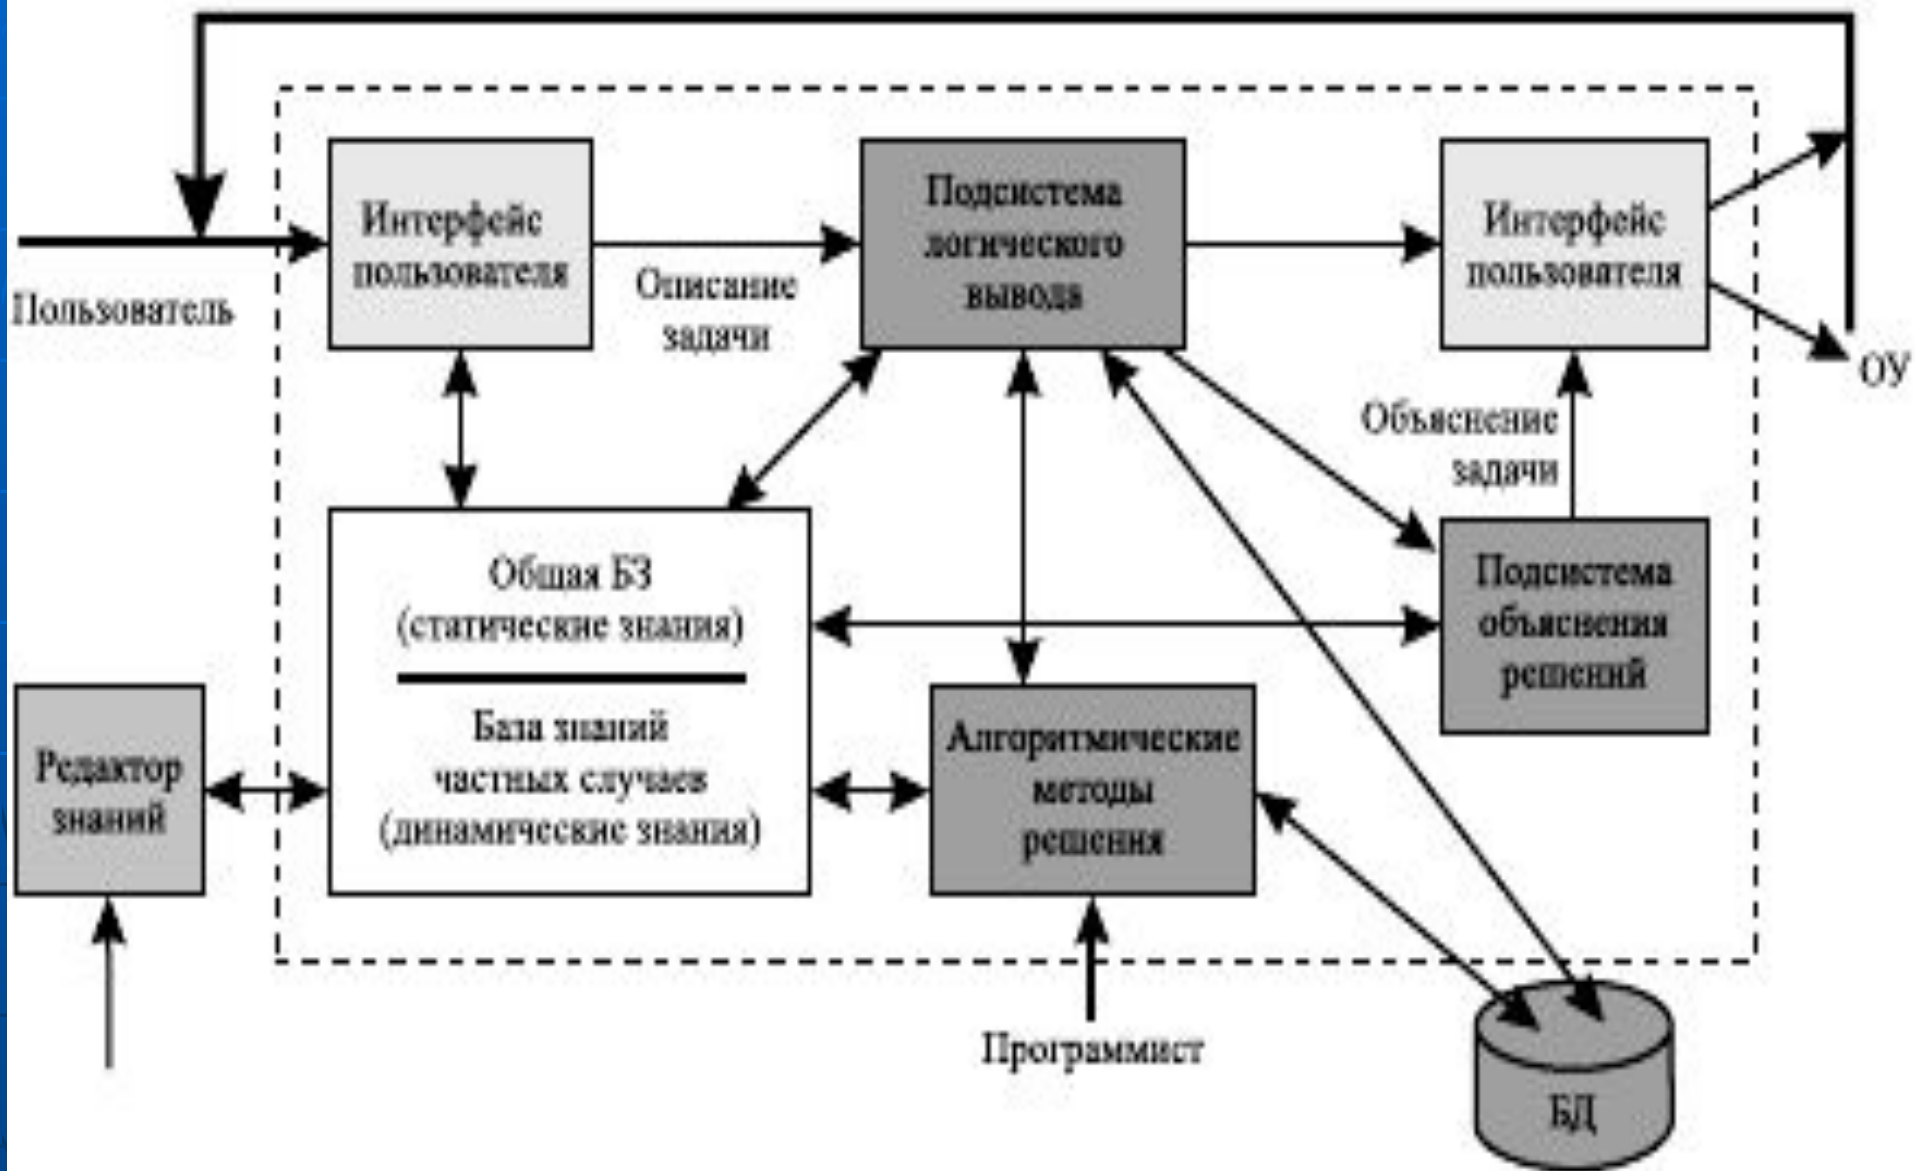 Интерфейс
пользователя
Подсистема
логического
вывода
Интерфейс
пользователя
Пользователь
Описание
задачи
ОУ
Объяснение
задачи
Общая БЗ
(статические знания)
Подсистема
объяснения
решений
База знаний
частных случаев
(динамические знания)
Редактор
знаний
Алгоритмические
методы
решения
Программист
БД